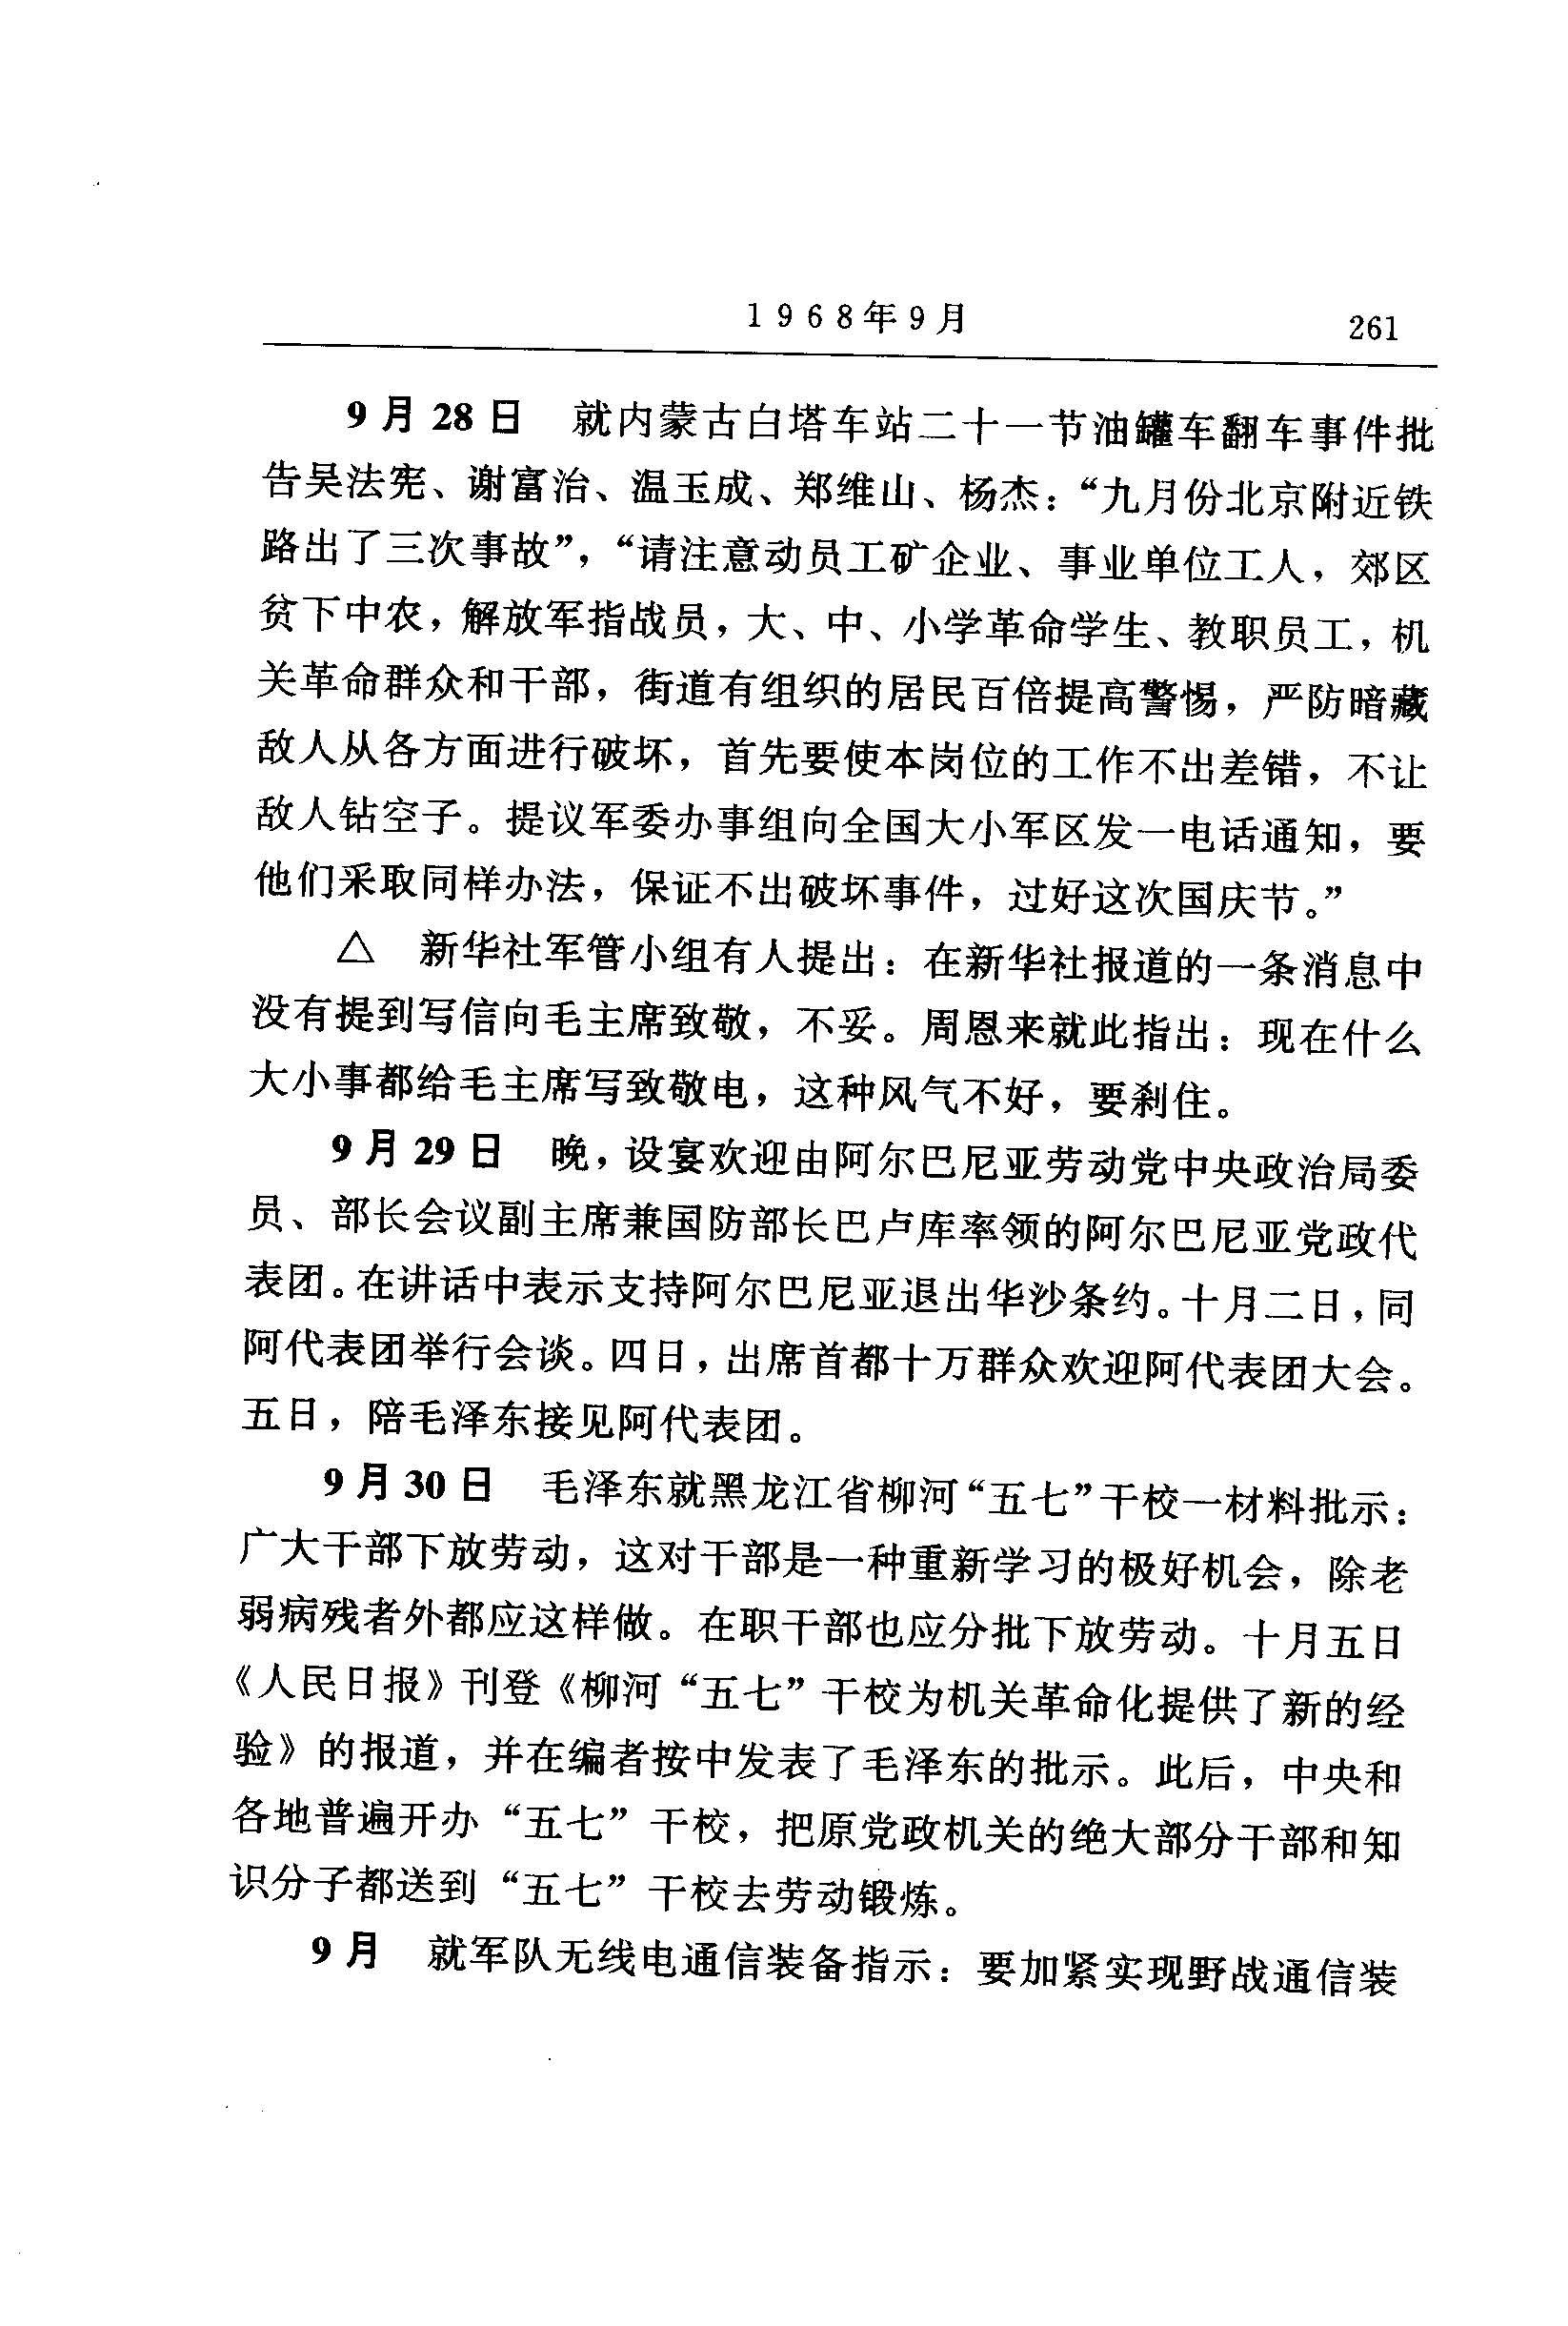 1968年9月 261
9月28日 就内蒙古白塔车站二十一节油罐车翻车事件批
告吴法宪、谢富治、温玉成、郑维山、杨杰：“九月份北京附近铁
路出了三次事故”，“请注意动员工矿企业、事业单位工人，郊区
贫下中农，解放军指战员，大、中、小学革命学生、教职员工，机
关革命群众和干部，街道有组织的居民百倍提高警惕，严防暗藏
敌人从各方面进行破坏，首先要使本岗位的工作不出差错，不让
敌人钻空子。提议军委办事组向全国大小军区发一电话通知，要
他们采取同样办法，保证不出破坏事件，过好这次国庆节。”
△ 新华社军管小组有人提出：在新华社报道的一条消息中
没有提到写信向毛主席致敬，不妥。周恩来就此指出：现在什么
大小事都给毛主席写致敬电，这种风气不好，要刹住。
9月29日 晚，设宴欢迎由阿尔巴尼亚劳动党中央政治局委
员、部长会议副主席兼国防部长巴卢库率领的阿尔巴尼亚党政代
表团。在讲话中表示支持阿尔巴尼亚退出华沙条约。十月二日，同
阿代表团举行会谈。四日，出席首都十万群众欢迎阿代表团大会。
五日，陪毛泽东接见阿代表团。
9月30日 毛泽东就黑龙江省柳河“五七”干校一材料批示：
广大干部下放劳动，这对干部是一种重新学习的极好机会，除老
弱病残者外都应这样做。在职干部也应分批下放劳动。十月五日
《人民日报》刊登《柳河“五七”干校为机关革命化提供了新的经
验》的报道，并在编者按中发表了毛泽东的批示。此后，中央和
各地普遍开办“五七”干校，把原党政机关的绝大部分干部和知
识分子都送到“五七”干校去劳动锻炼。
9月 就军队无线电通信装备指示：要加紧实现野战通信装